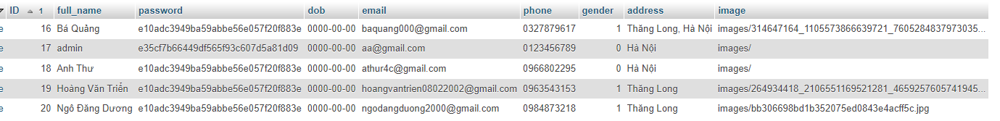 ID 1 full_name password dob email phone gender address image
e 16 Bá Quảng e10adc3949ba59abbe56e057f20f883e 0000-00-00 baquang000@gmail.com 0327879617 1 Thăng Long, Hà Nội images/314647164_1105573866639721_7605284837973035...
e 17 admin e35cf7b66449df565f93c607d5a81d09 0000-00-00 aa@gmail.com 0123456789 0 Hà Nội images/
e 18 Anh Thư e10adc3949ba59abbe56e057f20f883e 0000-00-00 athur4c@gmail.com 0966802295 0 Hà Nội images/
e 19 Hoàng Văn Triển e10adc3949ba59abbe56e057f20f883e 0000-00-00 hoangvantrien08022002@gmail.com 0963543153 1 Thăng Long images/264934418_2106551169521281_4659257605741945...
e 20 Ngô Đăng Dương e10adc3949ba59abbe56e057f20f883e 0000-00-00 ngodangduong2000@gmail.com 0984873218 1 Thăng Long images/bb306698bd1b352075ed0843e4acff5c.jpg